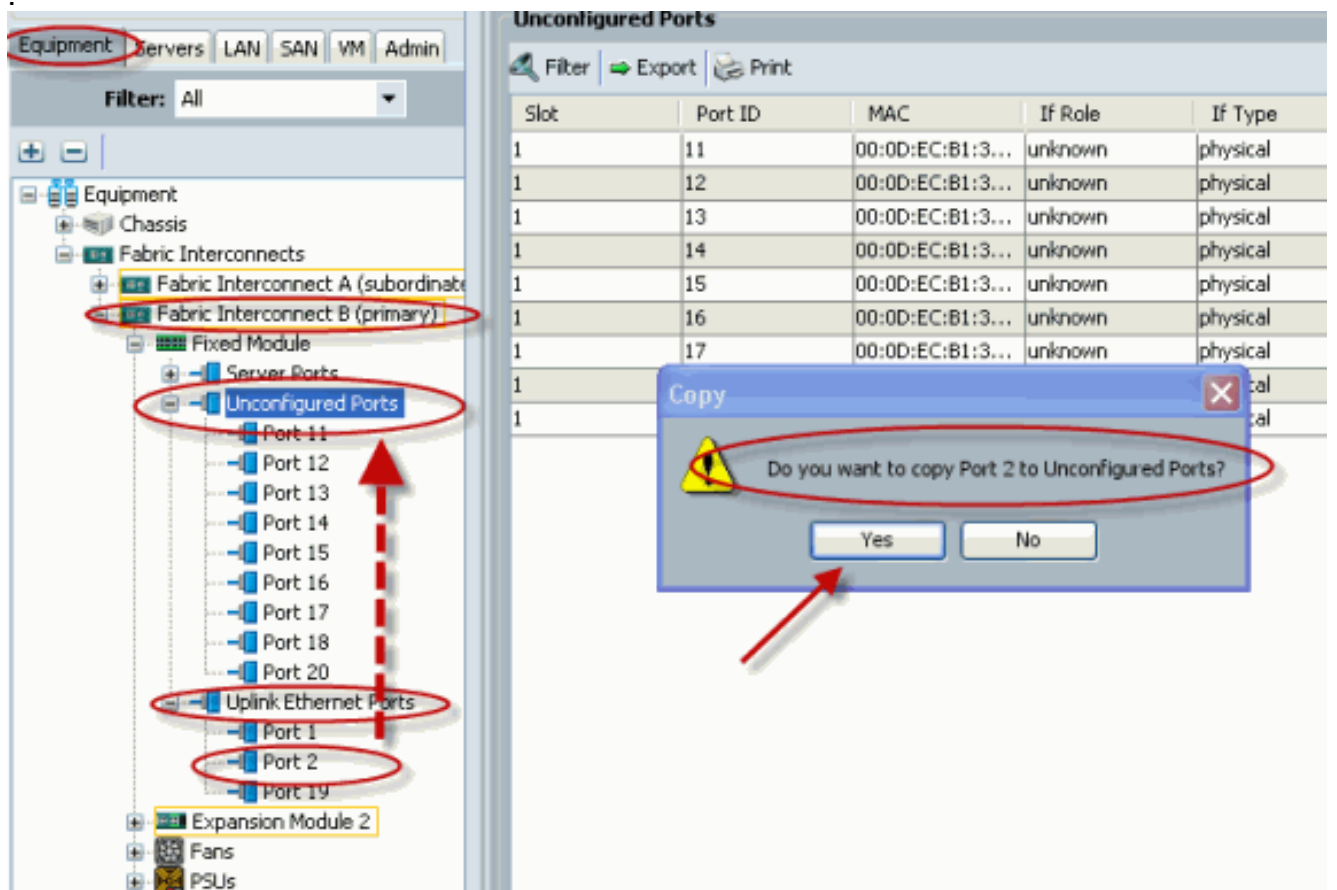 Equipment Servers LAN SAN VM Admin
Filter: All
Equipment
Chassis
Fabric Interconnects
Fabric Interconnect A (subordinate
Fabric Interconnect B (primary)
Fixed Module
Server Ports
Unconfigured Ports
Port 11
Port 12
Port 13
Port 14
Port 15
Port 16
Port 17
Port 18
Port 20
Uplink Ethernet Ports
Port 1
Port 2
Port 19
Expansion Module 2
Fans
PSUs
Unconfigured Ports
Filter Export Print
Slot Port ID MAC If Role If Type
1 11 00:0D:EC:B1:3... unknown physical
1 12 00:0D:EC:B1:3... unknown physical
1 13 00:0D:EC:B1:3... unknown physical
1 14 00:0D:EC:B1:3... unknown physical
1 15 00:0D:EC:B1:3... unknown physical
1 16 00:0D:EC:B1:3... unknown physical
1 17 00:0D:EC:B1:3... unknown physical
1 cal
1 cal
Copy
Do you want to copy Port 2 to Unconfigured Ports?
Yes No